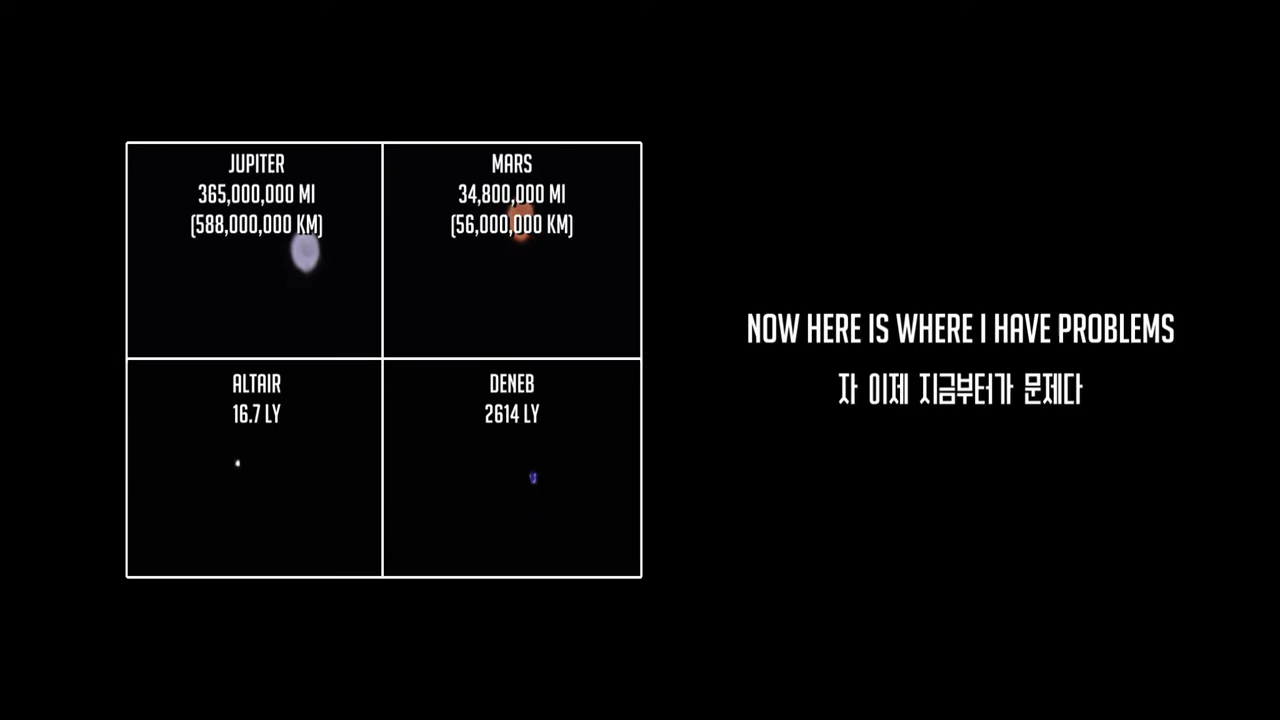 JUPITER
365,000,000 MI
(588,000,000 KM)
MARS
34,800,000 MI
(56,000,000 KM)
ALTAIR
16.7 LY
DENEB
2614 LY
NOW HERE IS WHERE I HAVE PROBLEMS
자 이제 지금부터가 문제다